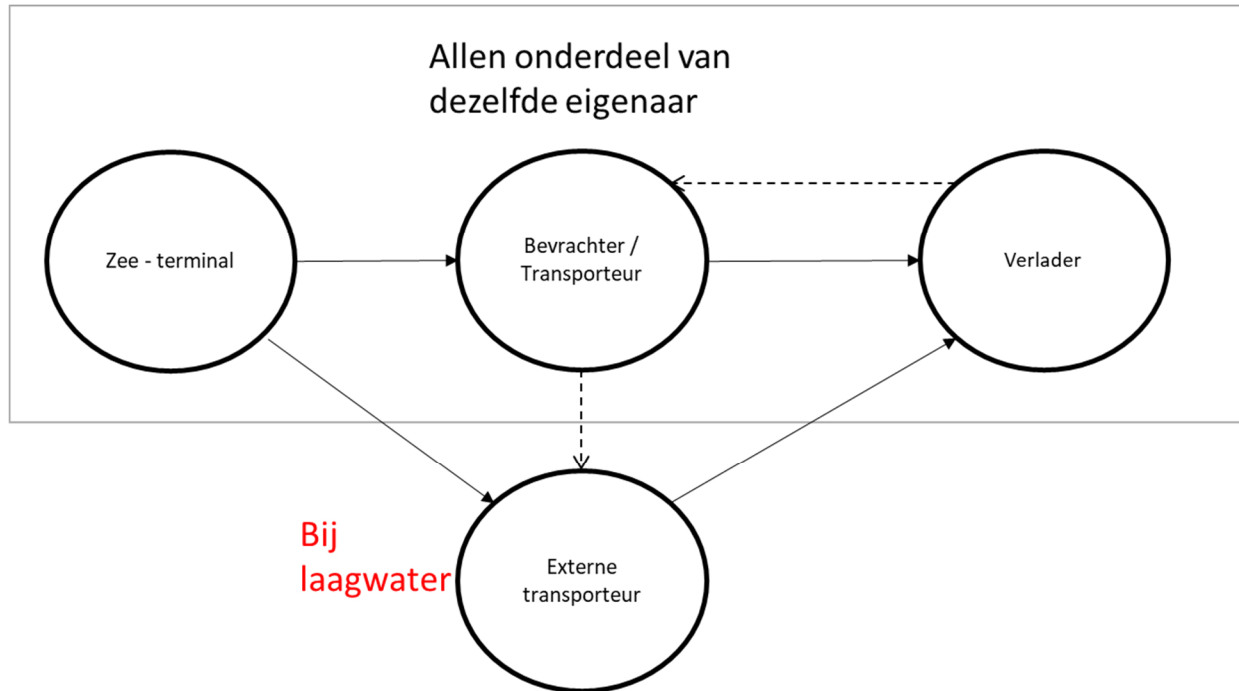 Allen onderdeel van
dezelfde eigenaar
Zee - terminal
Bevrachter /
Transporteur
Verlader
Bij
laagwater
Externe
transporteur